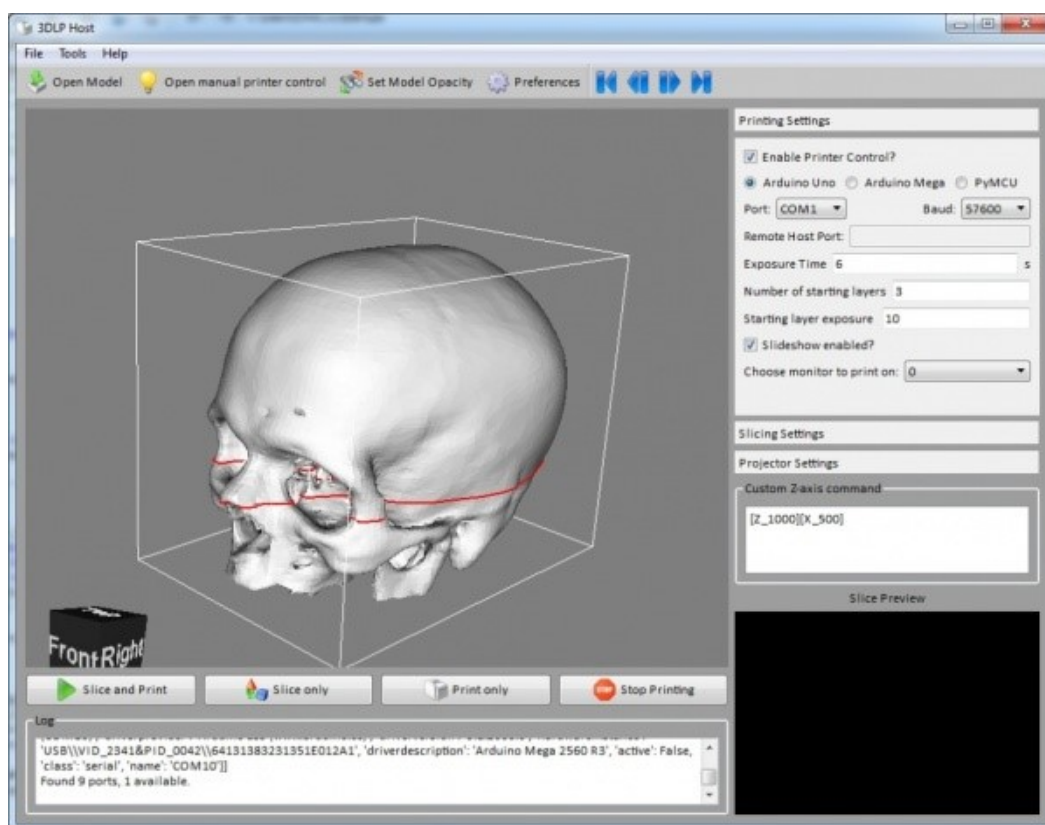 3DLP Host
File Tools Help
Open Model Open manual printer control Set Model Opacity Preferences
Printing Settings
Enable Printer Control?
Arduino Uno Arduino Mega PyMCU
Port: COM1 Baud: 57600
Remote Host Port:
Exposure Time 6 s
Number of starting layers 3
Starting layer exposure 10
Slideshow enabled?
Choose monitor to print on: 0
Slicing Settings
Projector Settings
Custom Z-axis command
[Z_1000][X_500]
Slice Preview
Front Right
Slice and Print Slice only Print only Stop Printing
Log
'USB\\VID_2341&PID_0042\\64131383231351E012A1', 'driverdescription': 'Arduino Mega 2560 R3', 'active': False,
'class': 'serial', 'name': 'COM10'}]
Found 9 ports, 1 available.